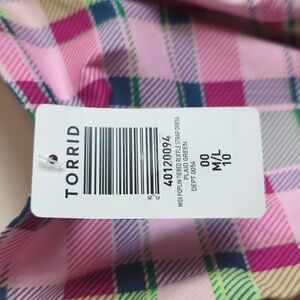 TORRID
40120094
MIDI POPLIN TIERED RUFFLE STRAP DRESS
PLAID GREEN
DEPT 0054
00
M/L
10